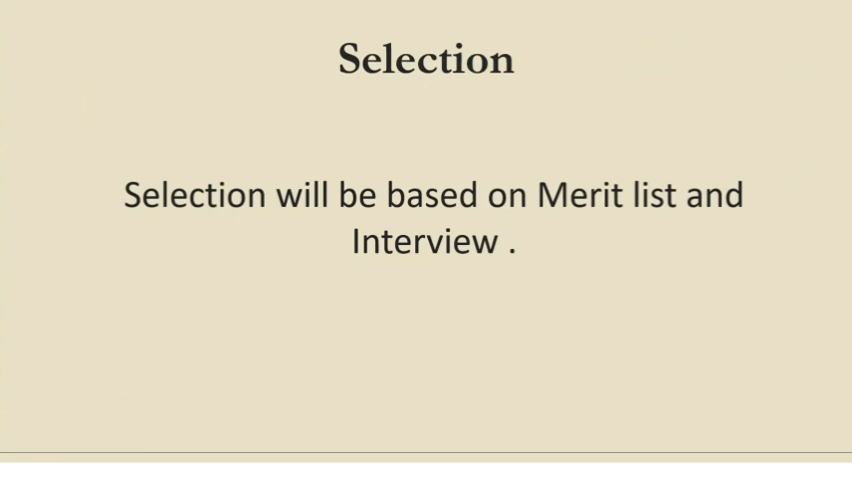 Selection
Selection will be based on Merit list and
Interview .